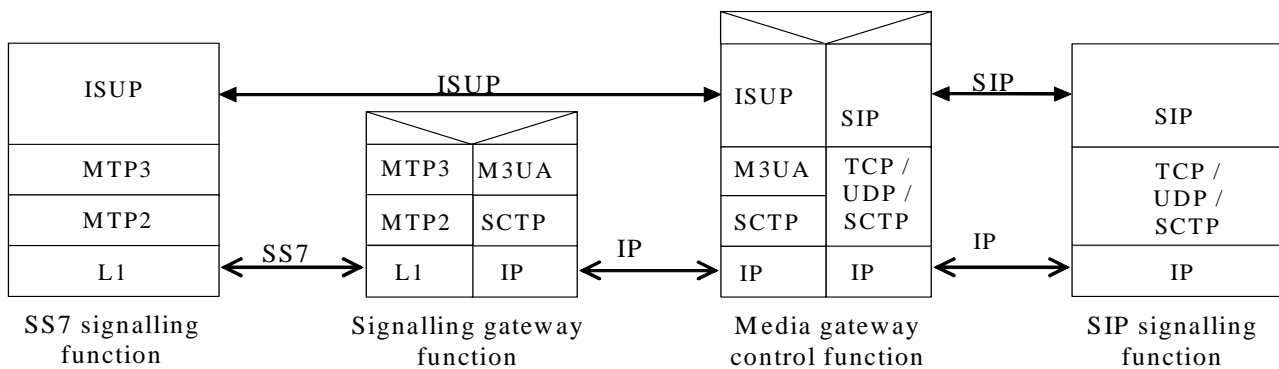 ISUP
MTP3
MTP2
L1
SS7 signalling
function
ISUP
SS7
MTP3
M3UA
MTP2
SCTP
L1
IP
Signalling gateway
function
IP
ISUP
SIP
M3UA
SCTP
TCP /
UDP /
SCTP
IP
IP
Media gateway
control function
SIP
IP
SIP
TCP /
UDP /
SCTP
IP
SIP signalling
function